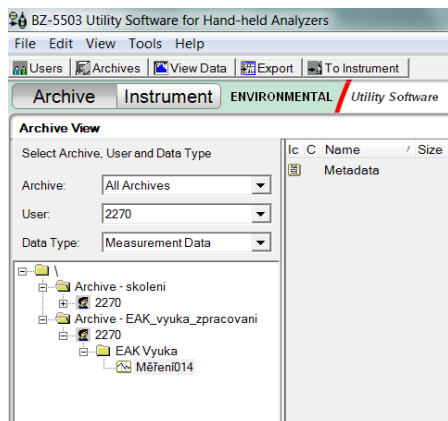 BZ-5503 Utility Software for Hand-held Analyzers
File Edit View Tools Help
Users Archives View Data Export To Instrument
Archive Instrument ENVIRONMENTAL Utility Software
Archive View
Select Archive, User and Data Type
Archive: All Archives
User: 2270
Data Type: Measurement Data
\
Archive - skoleni
2270
Archive - EAK_vyuka_zpracovani
2270
EAK Vyuka
Měření014
Ic C Name / Size
Metadata